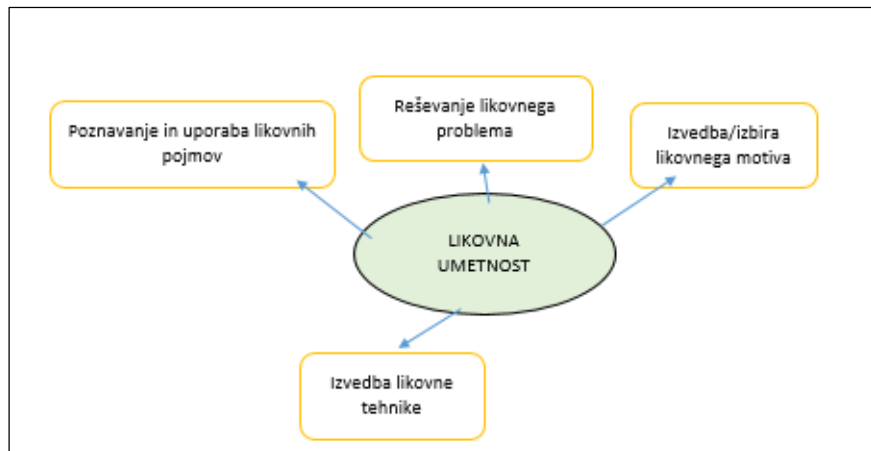 Poznavanje in uporaba likovnih
pojmov
Reševanje likovnega
problema
Izvedba/izbira
likovnega motiva
LIKOVNA
UMETNOST
Izvedba likovne
tehnike